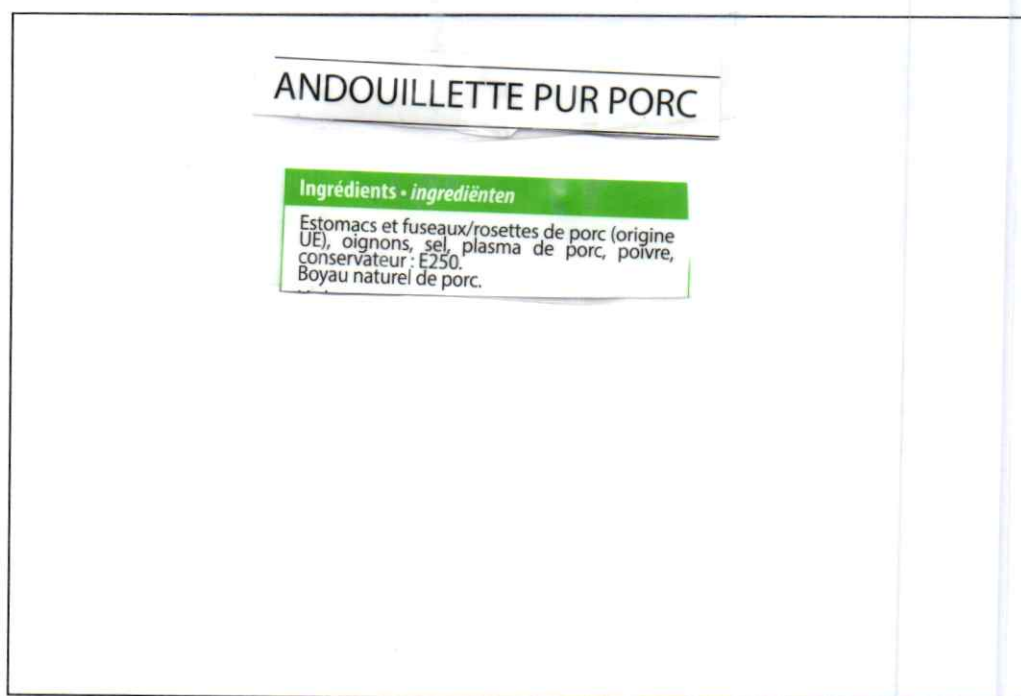 ANDOUILLETTE PUR PORC
Ingrédients • ingrediënten
Estomacs et fuseaux/rosettes de porc (origine
UE), oignons, sel, plasma de porc, poivre,
conservateur : E250.
Boyau naturel de porc.